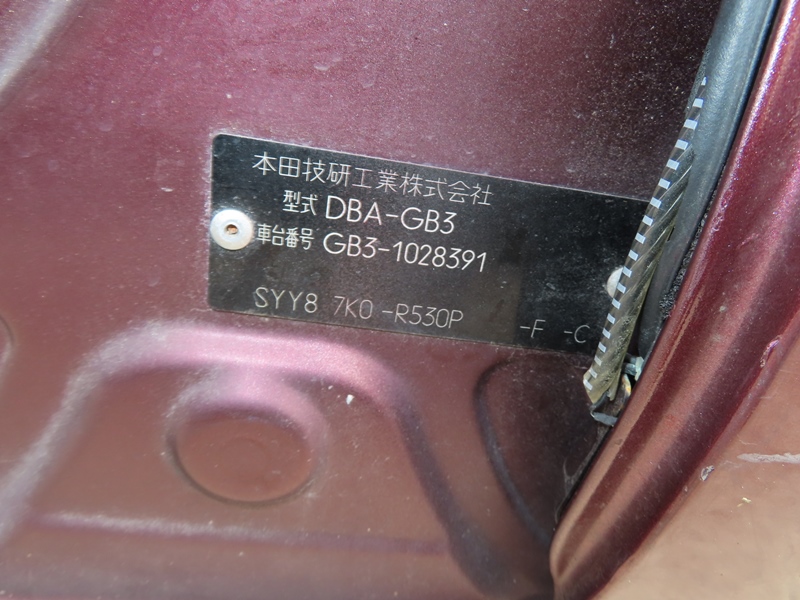 本田技研工業株式会社
型式 DBA-GB3
車台番号 GB3-1028391
SYY8 7K0 -R530P -F -C